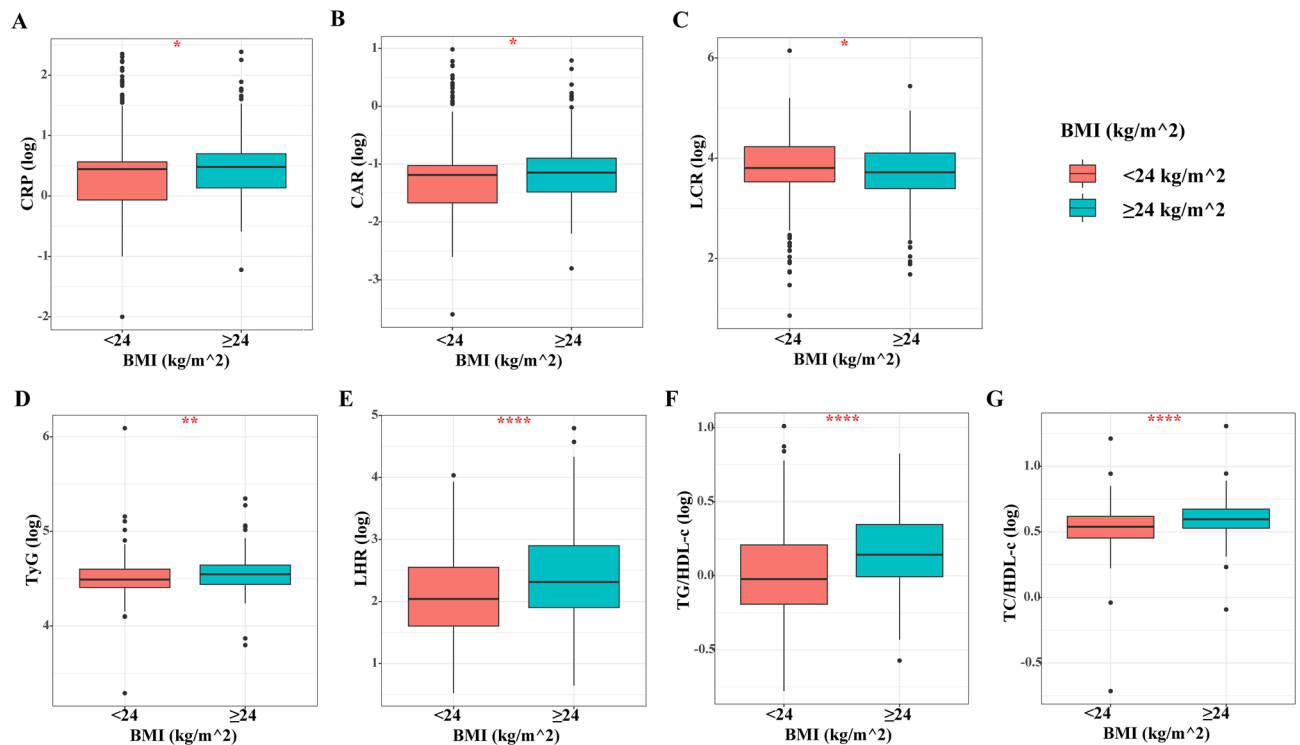 A
*
CRP (log)
2
1
0
-1
-2
<24
≥24
BMI (kg/m^2)
B
*
CAR (log)
1
0
-1
-2
-3
<24
≥24
BMI (kg/m^2)
C
*
LCR (log)
6
4
2
<24
≥24
BMI (kg/m^2)
BMI (kg/m^2)
<24 kg/m^2
≥24 kg/m^2
D
**
TyG (log)
6
5
4
<24
≥24
BMI (kg/m^2)
E
****
LHR (log)
5
4
3
2
1
<24
≥24
BMI (kg/m^2)
F
****
TG/HDL-c (log)
1.0
0.5
0.0
-0.5
<24
≥24
BMI (kg/m^2)
G
****
TC/HDL-c (log)
1.0
0.5
0.0
-0.5
<24
≥24
BMI (kg/m^2)